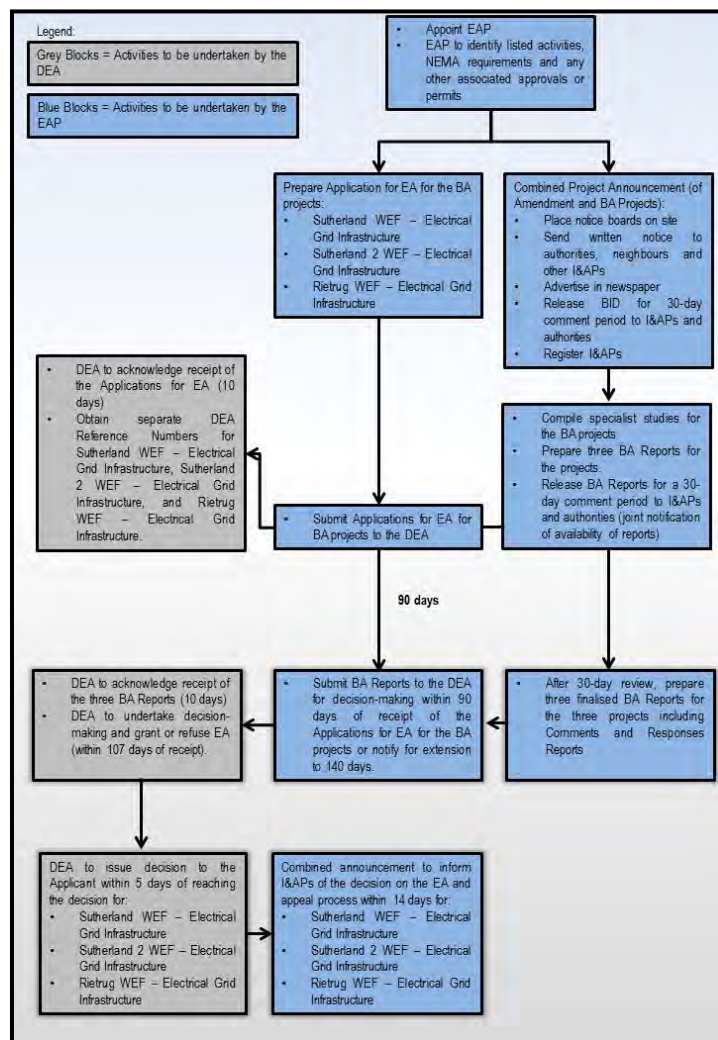 Legend:
Grey Blocks = Activities to be undertaken by the
DEA
Blue Blocks = Activities to be undertaken by the
EAP
• Appoint EAP
• EAP to identify listed activities,
NEMA requirements and any
other associated approvals or
permits
Prepare Application for EA for the BA
projects:
• Sutherland WEF – Electrical
Grid Infrastructure
• Sutherland 2 WEF – Electrical
Grid Infrastructure
• Rietrug WEF – Electrical Grid
Infrastructure
Combined Project Announcement (of
Amendment and BA Projects):
• Place notice boards on site
• Send written notice to
authorities, neighbours and
other I&APs
• Advertise in newspaper
• Release BID for 30-day
comment period to I&APs and
authorities
• Register I&APs
• DEA to acknowledge receipt of
the Applications for EA (10
days)
• Obtain separate DEA
Reference Numbers for
Sutherland WEF – Electrical
Grid Infrastructure, Sutherland
2 WEF – Electrical Grid
Infrastructure, and Rietrug
WEF – Electrical Grid
Infrastructure.
• Submit Applications for EA for
BA projects to the DEA
• Compile specialist studies for
the BA projects
• Prepare three BA Reports for
the projects.
• Release BA Reports for a 30-
day comment period to I&APs
and authorities (joint notification
of availability of reports)
90 days
• DEA to acknowledge receipt of
the three BA Reports (10 days)
• DEA to undertake decision-
making and grant or refuse EA
(within 107 days of receipt).
• Submit BA Reports to the DEA
for decision-making within 90
days of receipt of the
Applications for EA for the BA
projects or notify for extension
to 140 days.
• After 30-day review, prepare
three finalised BA Reports for
the three projects including
Comments and Responses
Reports
DEA to issue decision to the
Applicant within 5 days of reaching
the decision for:
• Sutherland WEF – Electrical
Grid Infrastructure
• Sutherland 2 WEF – Electrical
Grid Infrastructure
• Rietrug WEF – Electrical Grid
Infrastructure
Combined announcement to inform
I&APs of the decision on the EA and
appeal process within 14 days for:
• Sutherland WEF – Electrical
Grid Infrastructure
• Sutherland 2 WEF – Electrical
Grid Infrastructure
• Rietrug WEF – Electrical Grid
Infrastructure